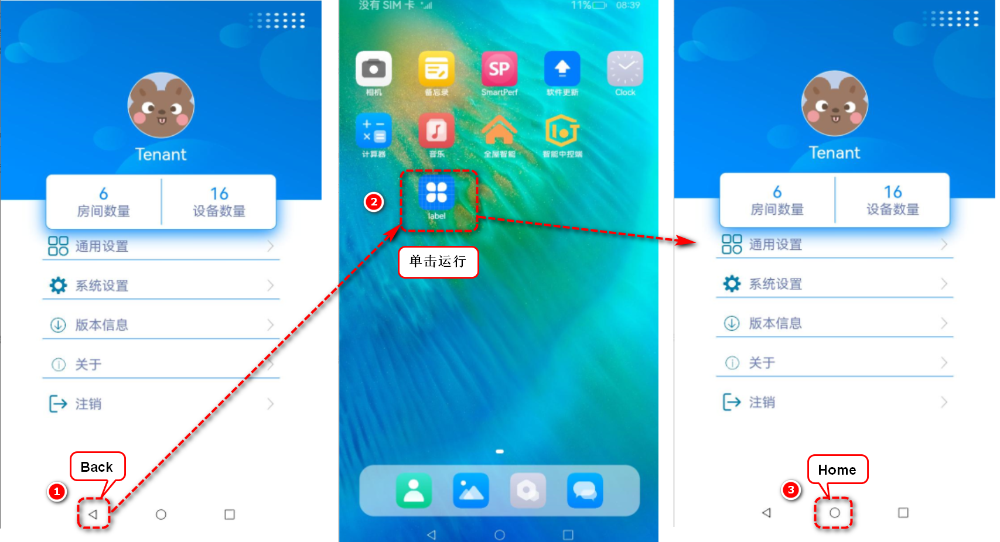 Tenant
6
16
房间数量
设备数量
通用设置
系统设置
版本信息
关于
注销
Back
1
没有 SIM 卡
11%
08:39
SP
相机
备忘录
SmartPerf
软件更新
Clock
IoT
计算器
音乐
全屋智能
智能中控端
2
label
单击运行
Tenant
6
16
房间数量
设备数量
通用设置
系统设置
版本信息
关于
注销
Home
3